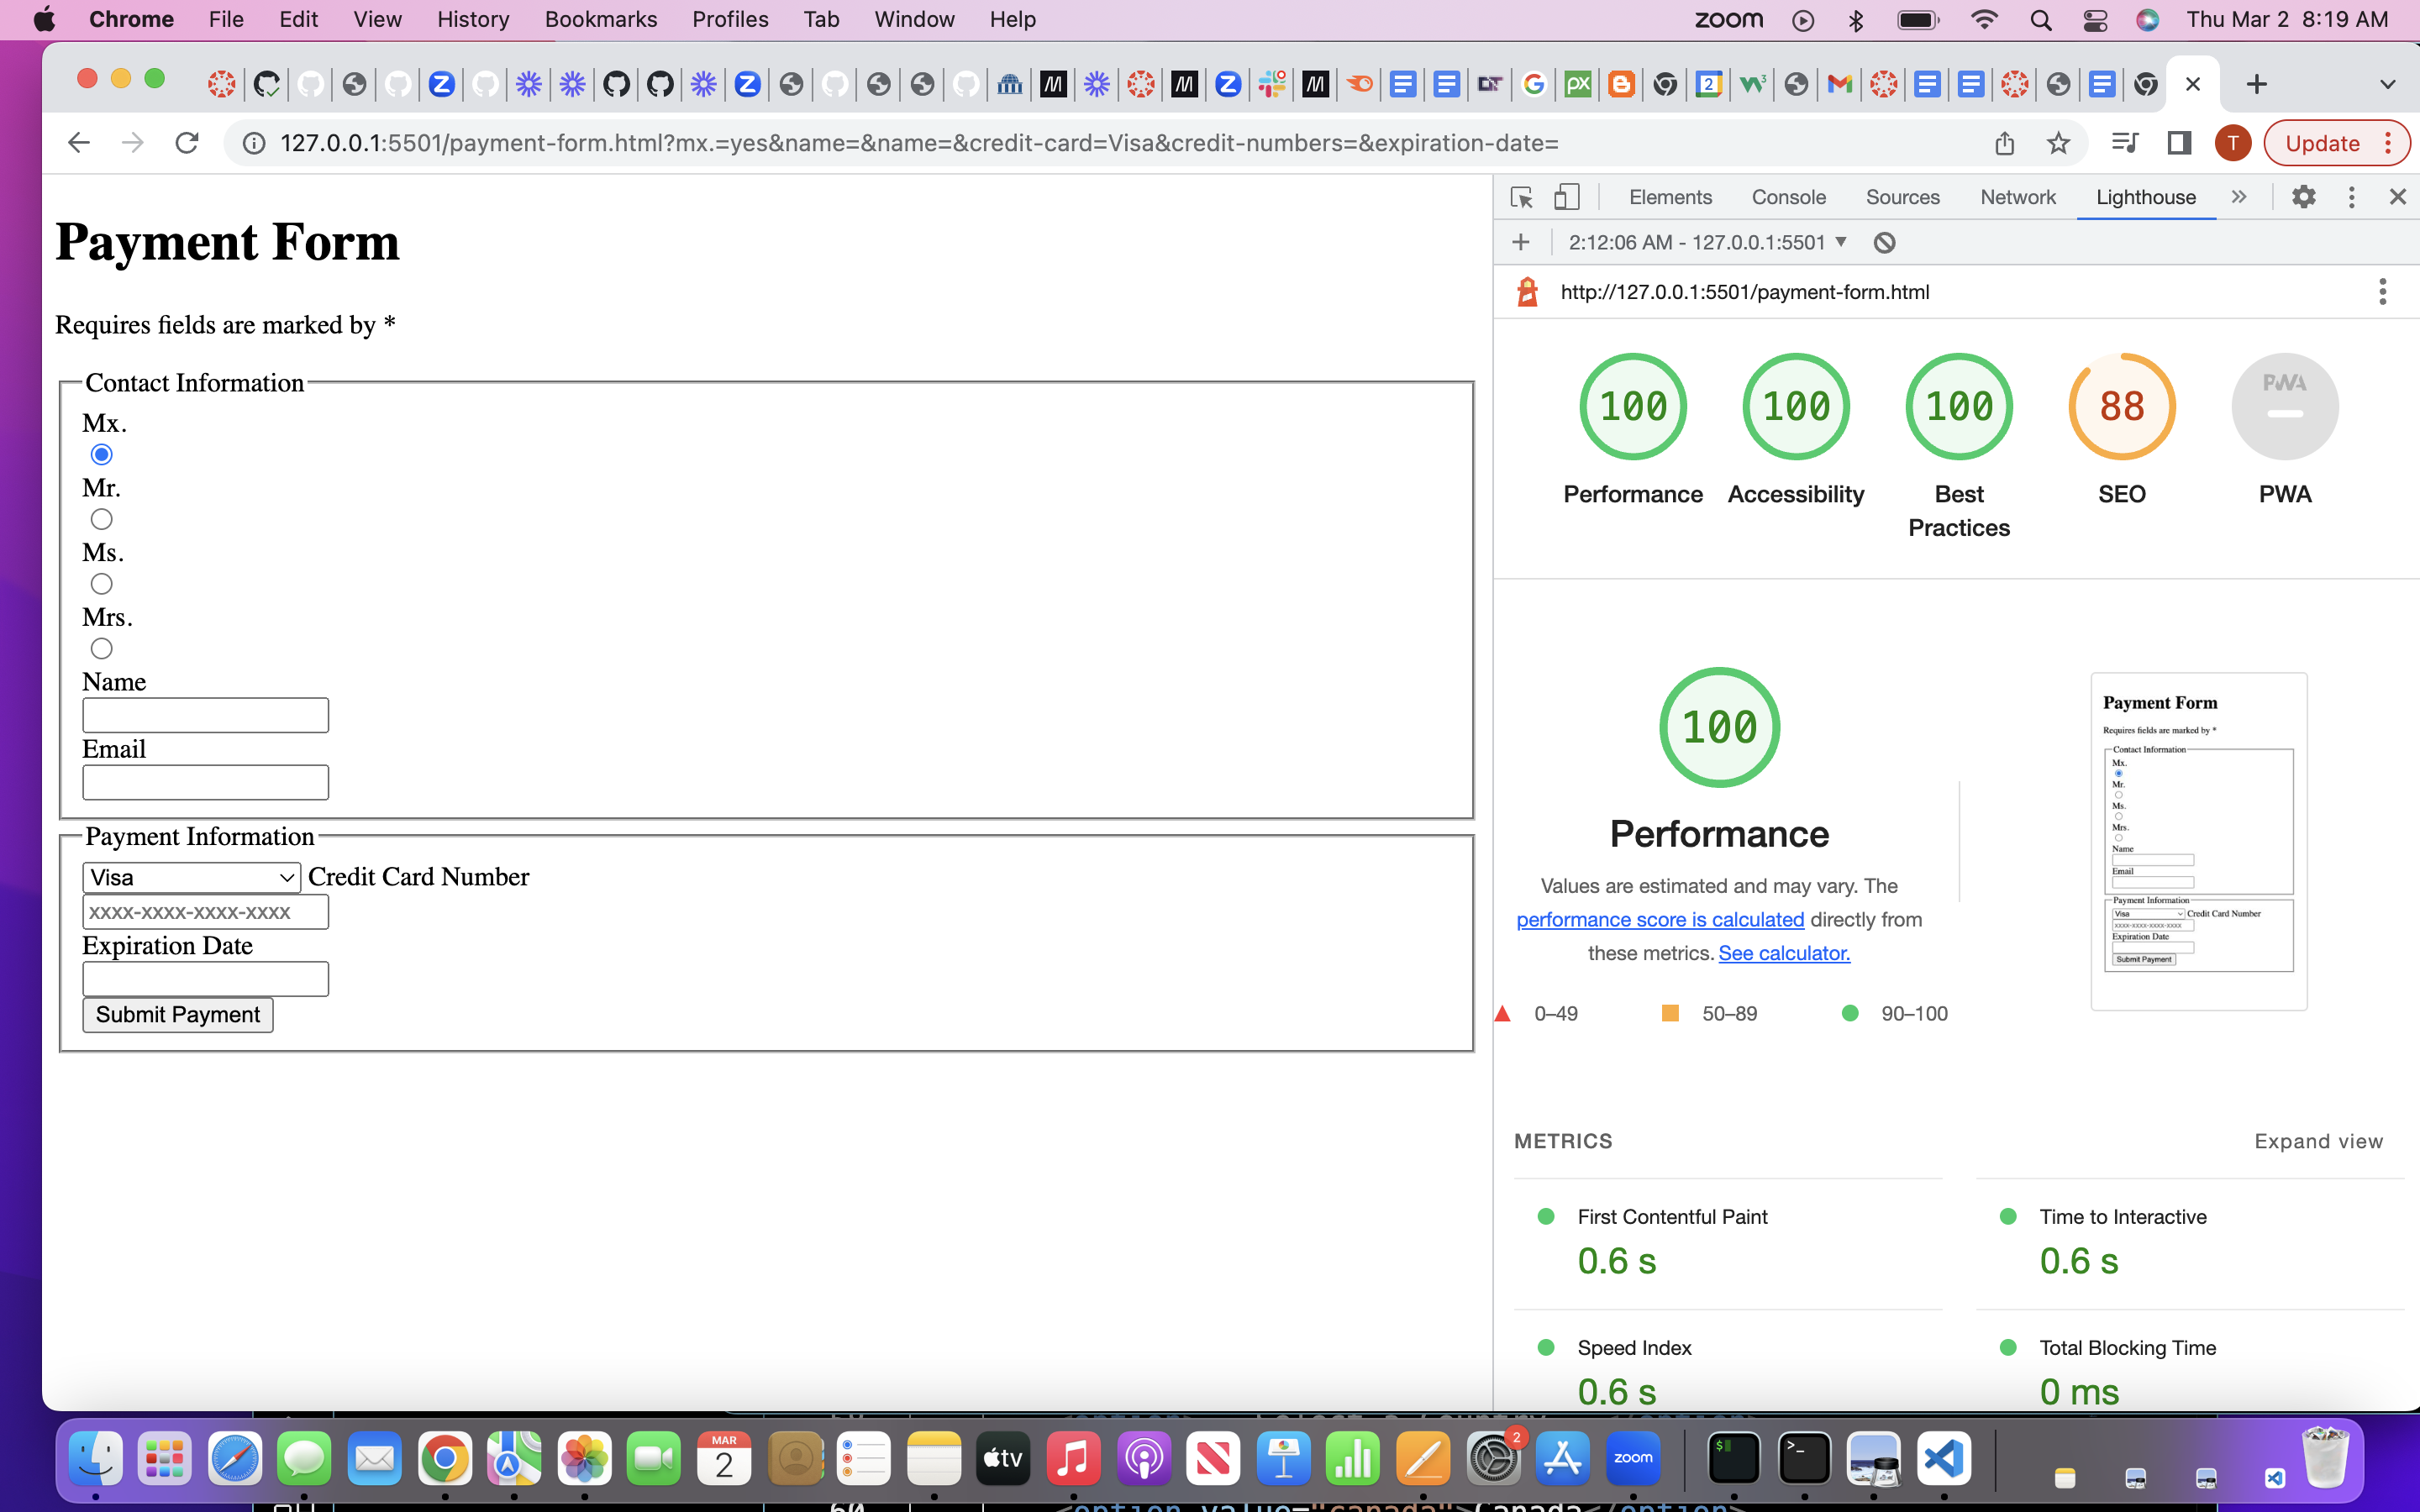 Chrome File Edit View History Bookmarks Profiles Tab Window Help zoom Thu Mar 2 8:19 AM
127.0.0.1:5501/payment-form.html?mx.=yes&name=&name=&credit-card=Visa&credit-numbers=&expiration-date= T Update
Elements Console Sources Network Lighthouse
2:12:06 AM - 127.0.0.1:5501
http://127.0.0.1:5501/payment-form.html
Payment Form
Requires fields are marked by *
Contact Information
Mx.
Mr.
Ms.
Mrs.
Name
Email
Payment Information
Visa Credit Card Number
xxxx-xxxx-xxxx-xxxx
Expiration Date
Submit Payment
100 100 100 88 PWA
Performance Accessibility Best Practices SEO PWA
100
Performance
Values are estimated and may vary. The
performance score is calculated directly from
these metrics. See calculator.
0–49 50–89 90–100
Payment Form
Requires fields are marked by *
Contact Information
Mx.
Mr.
Ms.
Mrs.
Name
Email
Payment Information
Visa Credit Card Number
xxxx-xxxx-xxxx-xxxx
Expiration Date
Submit Payment
METRICS Expand view
First Contentful Paint
0.6 s
Time to Interactive
0.6 s
Speed Index
0.6 s
Total Blocking Time
0 ms
MAR
2
tv
2
zoom
60 <option value="canada">Canada</option>